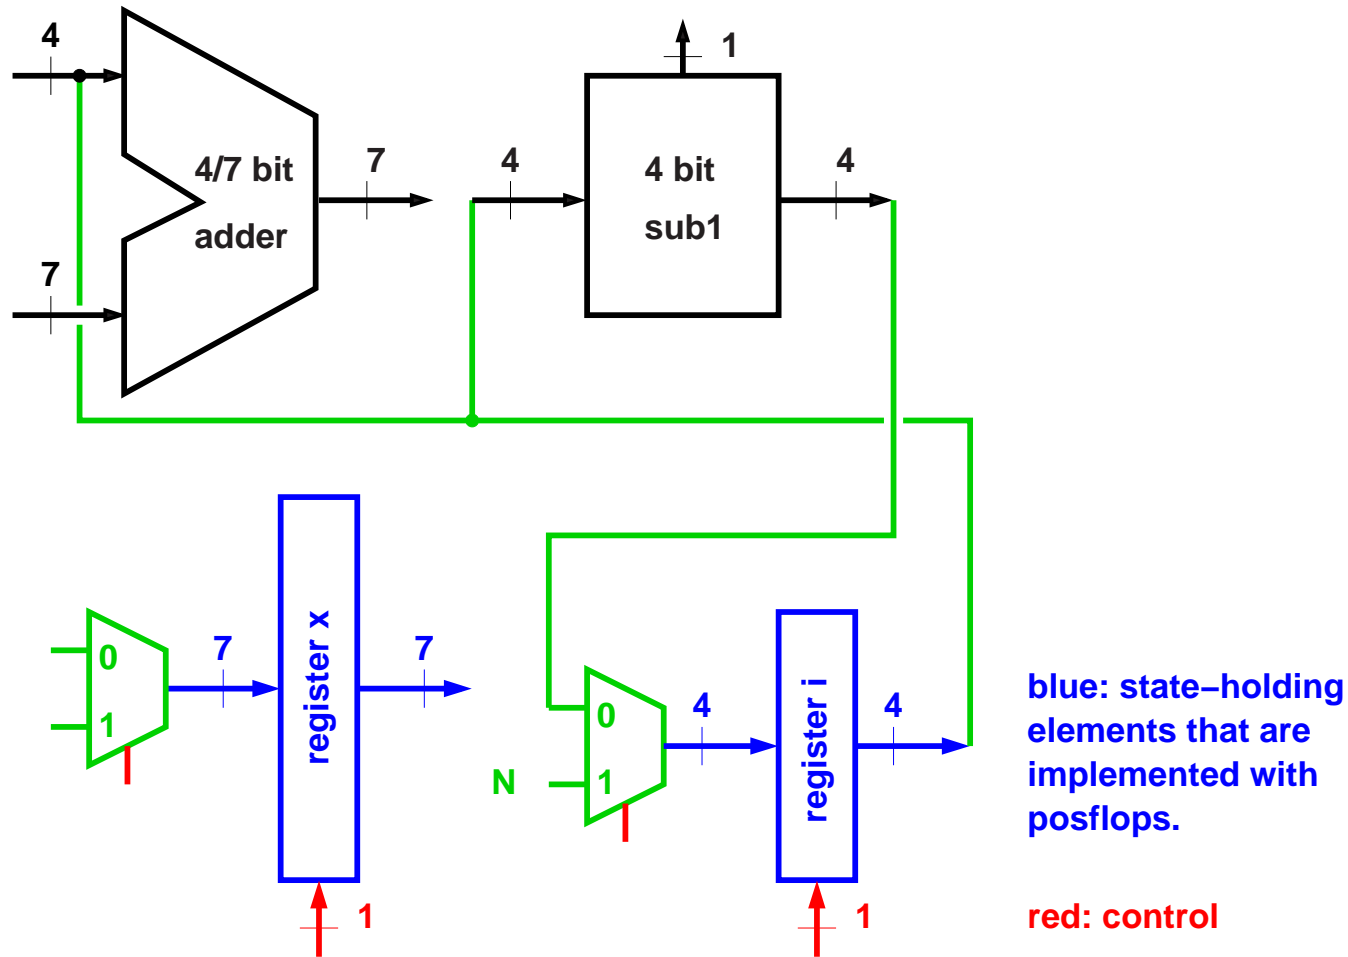 4
1
4/7 bit
adder
7
7
4
4 bit
sub1
4
0
1
7
register x
7
1
N
0
1
4
register i
4
1
blue: state–holding
elements that are
implemented with
posflops.
red: control